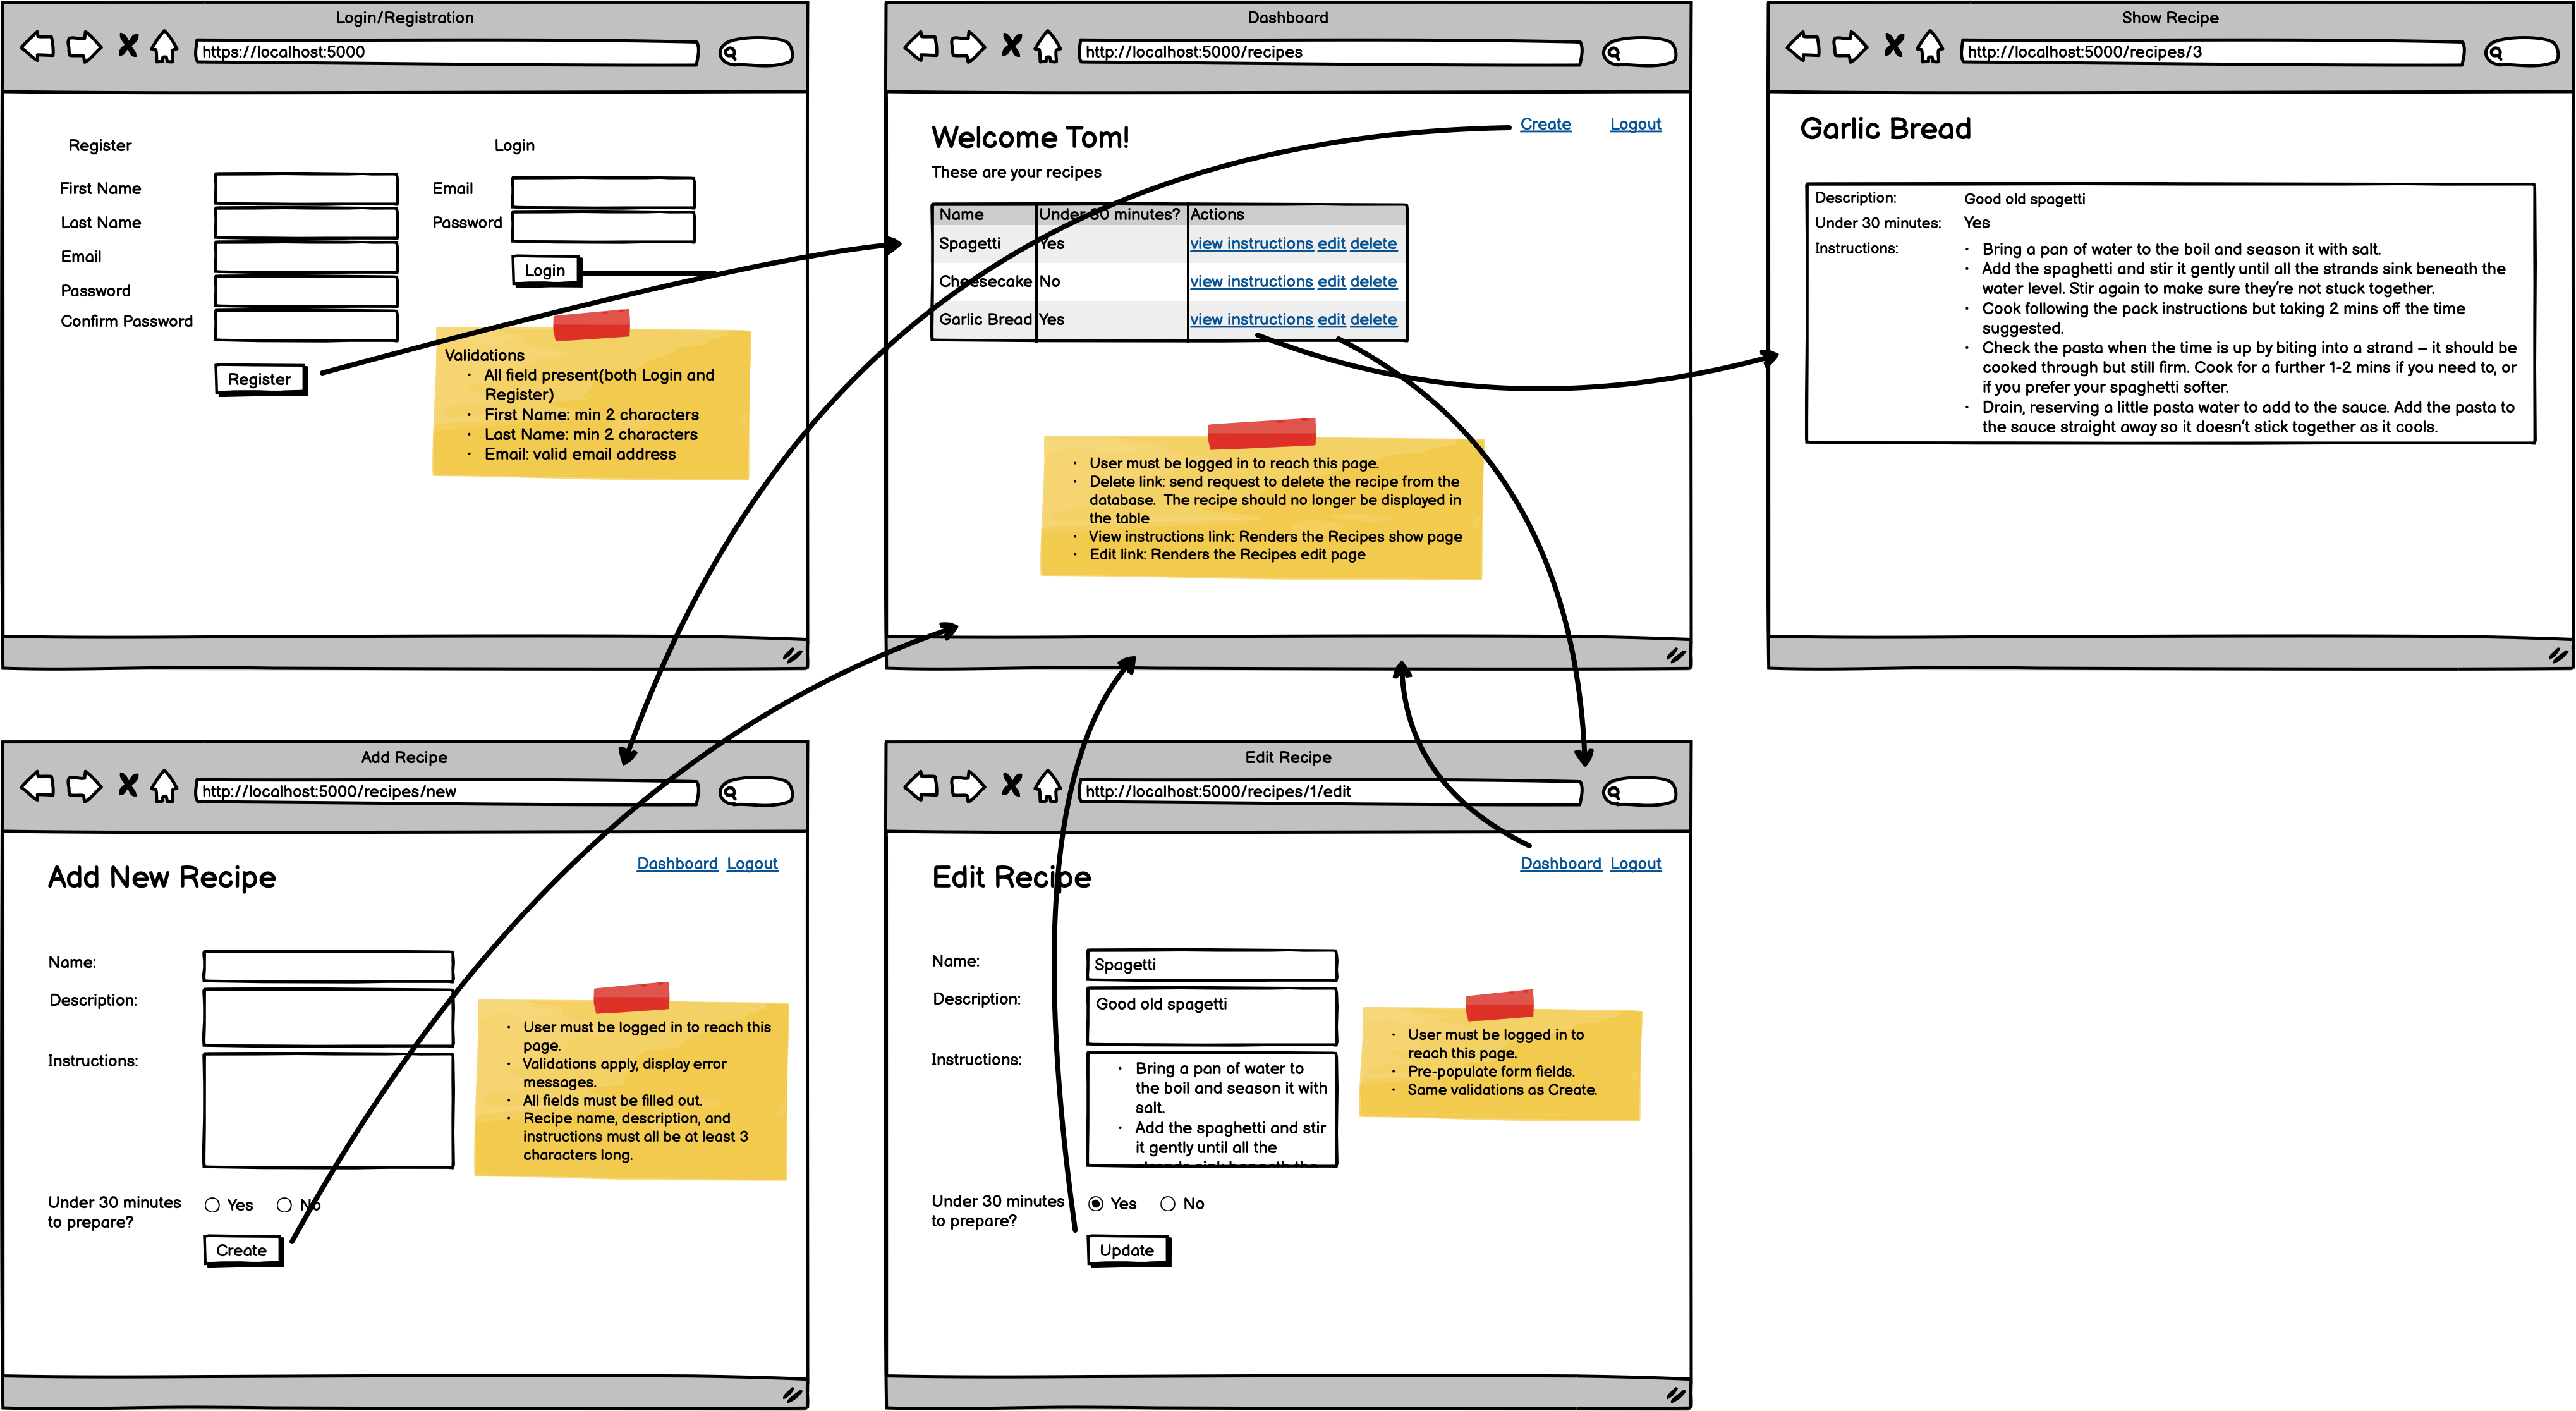 Login/Registration
https://localhost:5000
Register
First Name
Last Name
Email
Password
Confirm Password
Register
Login
Email
Password
Login
Validations
• All field present(both Login and
Register)
• First Name: min 2 characters
• Last Name: min 2 characters
• Email: valid email address
Dashboard
http://localhost:5000/recipes
Create Logout
Welcome Tom!
These are your recipes
Name Under 30 minutes? Actions
Spagetti Yes view instructions edit delete
Cheesecake No view instructions edit delete
Garlic Bread Yes view instructions edit delete
• User must be logged in to reach this page.
• Delete link: send request to delete the recipe from the
database. The recipe should no longer be displayed in
the table
• View instructions link: Renders the Recipes show page
• Edit link: Renders the Recipes edit page
Show Recipe
http://localhost:5000/recipes/3
Garlic Bread
Description: Good old spagetti
Under 30 minutes: Yes
Instructions:
• Bring a pan of water to the boil and season it with salt.
• Add the spaghetti and stir it gently until all the strands sink beneath the
water level. Stir again to make sure they're not stuck together.
• Cook following the pack instructions but taking 2 mins off the time
suggested.
• Check the pasta when the time is up by biting into a strand – it should be
cooked through but still firm. Cook for a further 1-2 mins if you need to, or
if you prefer your spaghetti softer.
• Drain, reserving a little pasta water to add to the sauce. Add the pasta to
the sauce straight away so it doesn't stick together as it cools.
Add Recipe
http://localhost:5000/recipes/new
Dashboard Logout
Add New Recipe
Name:
Description:
Instructions:
Under 30 minutes
to prepare?
Yes No
Create
• User must be logged in to reach this
page.
• Validations apply, display error
messages.
• All fields must be filled out.
• Recipe name, description, and
instructions must all be at least 3
characters long.
Edit Recipe
http://localhost:5000/recipes/1/edit
Dashboard Logout
Edit Recipe
Name: Spagetti
Description: Good old spagetti
Instructions:
• Bring a pan of water to
the boil and season it with
salt.
• Add the spaghetti and stir
it gently until all the
strands sink beneath the
Under 30 minutes
to prepare?
Yes No
Update
• User must be logged in to
reach this page.
• Pre-populate form fields.
• Same validations as Create.